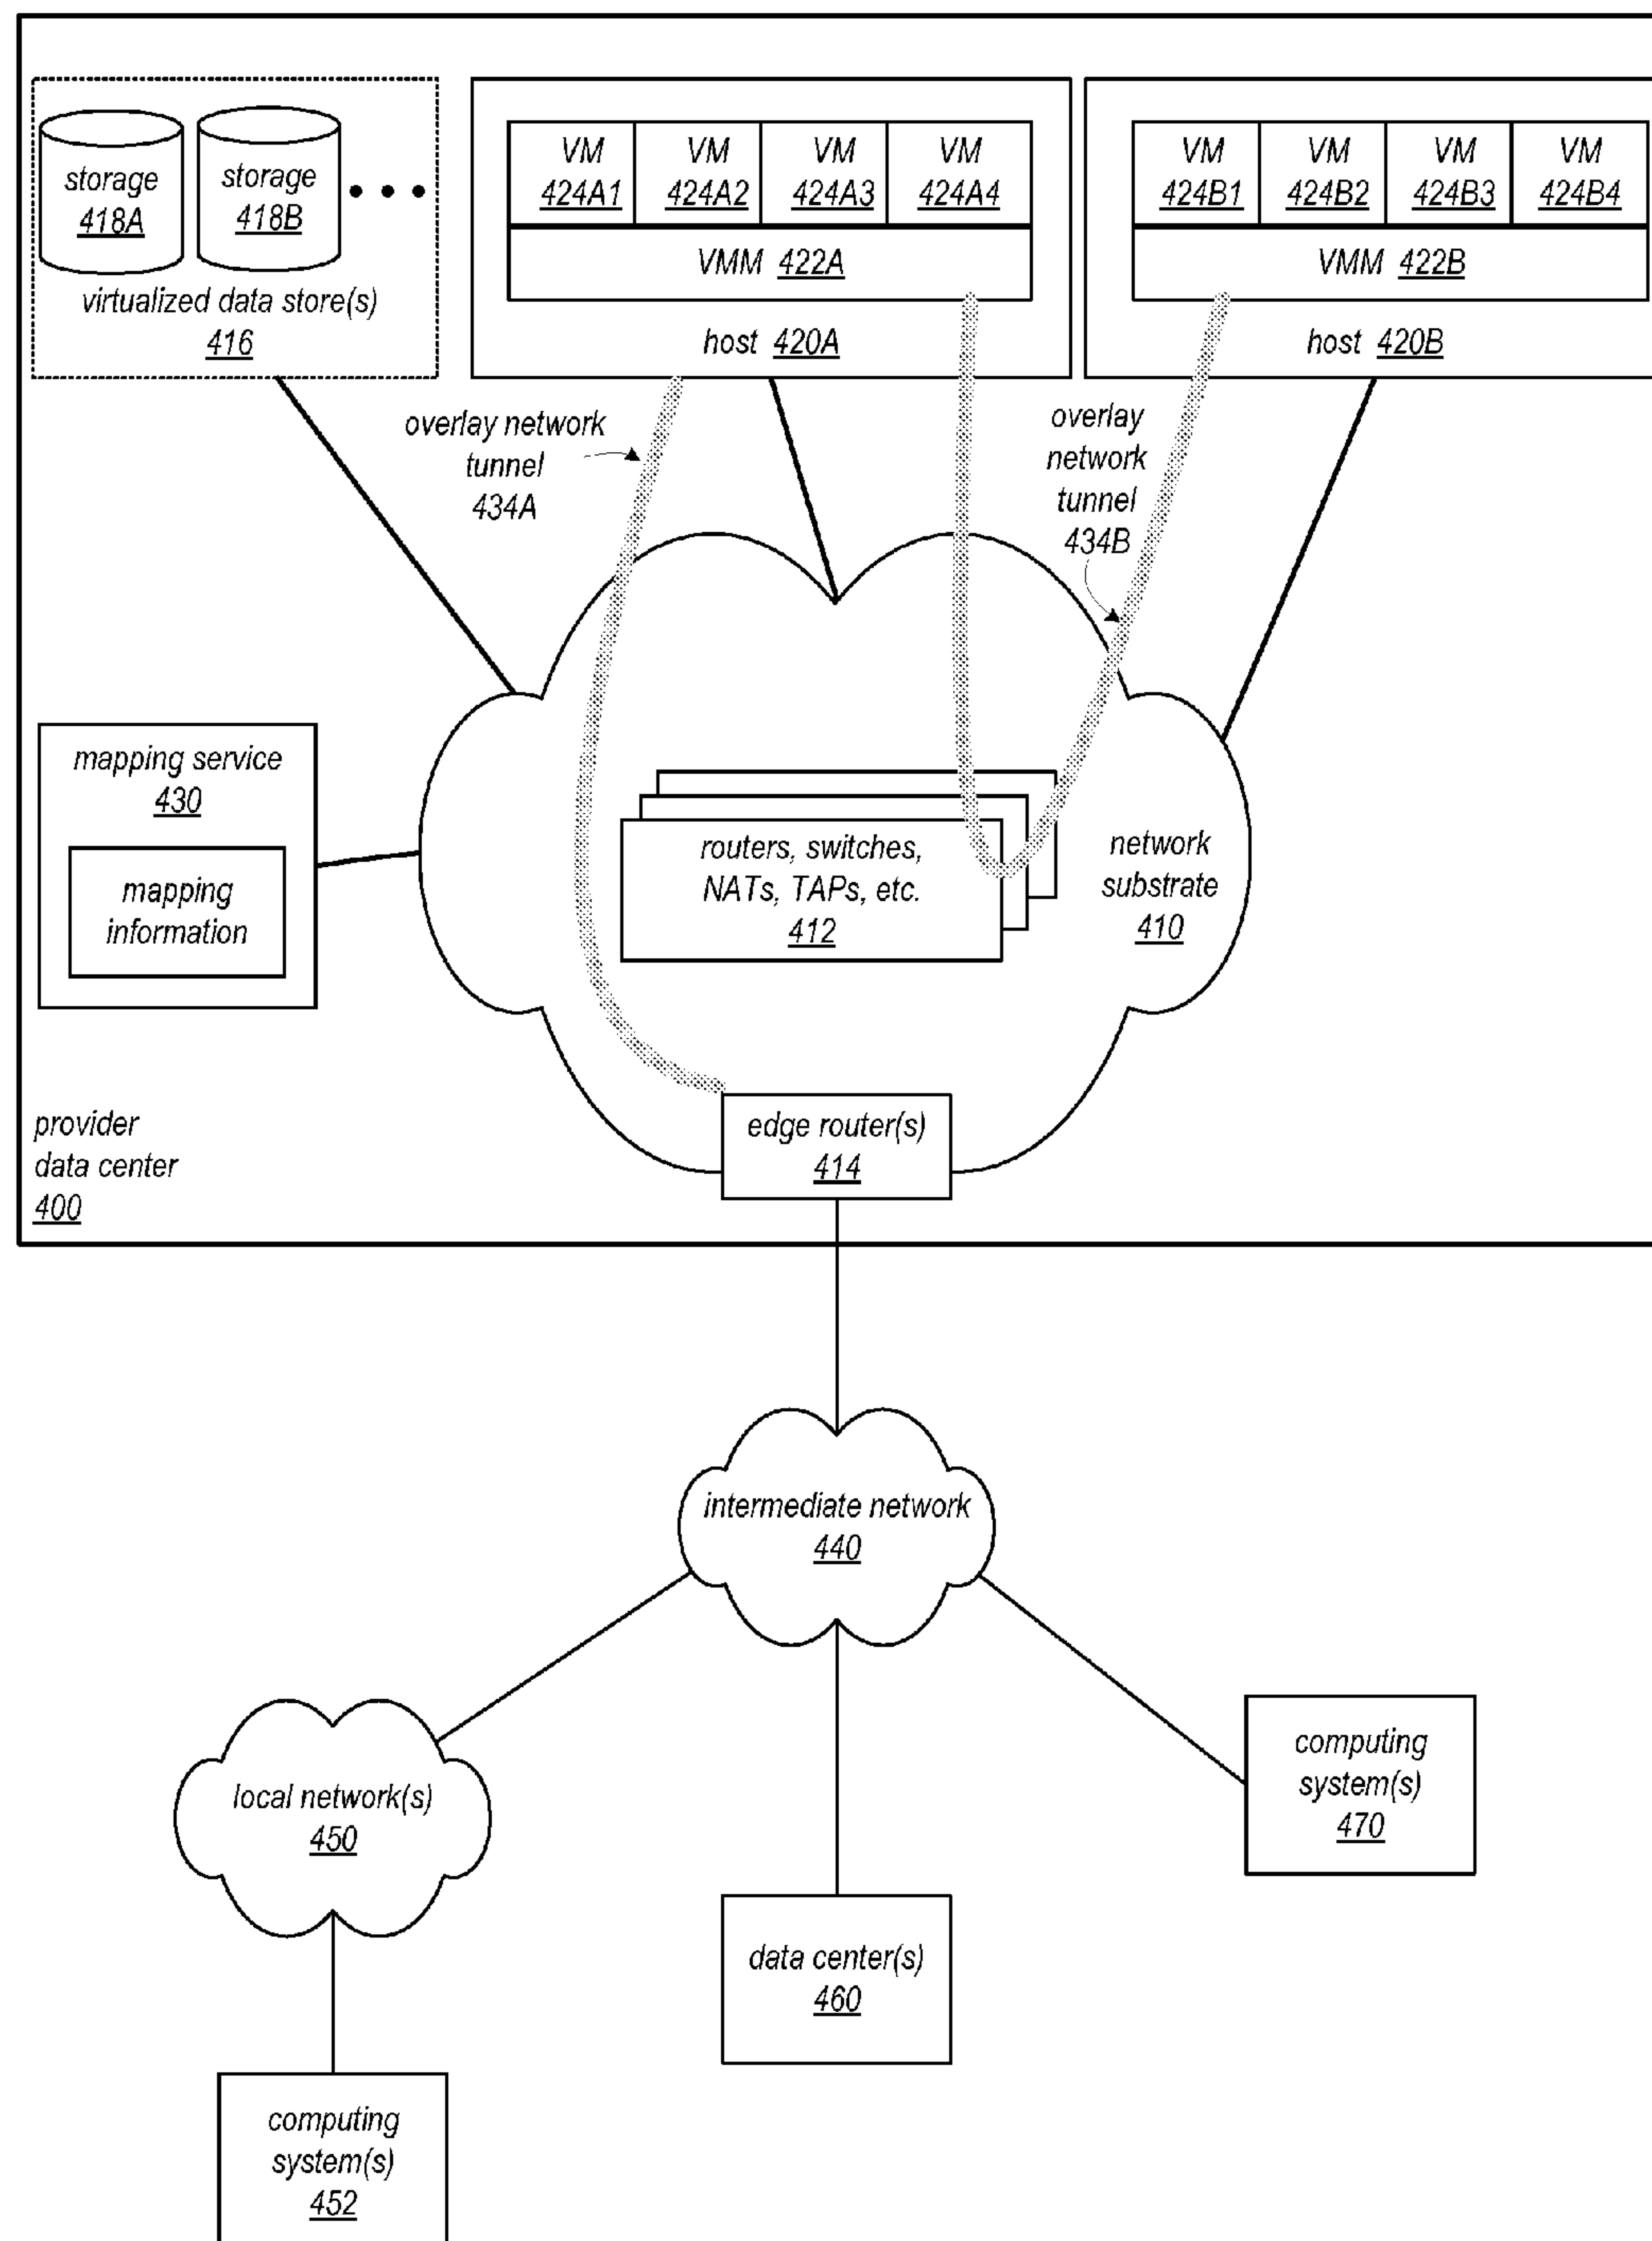 storage
418A
storage
418B
virtualized data store(s)
416
VM
424A1
VM
424A2
VM
424A3
VM
424A4
VMM 422A
host 420A
VM
424B1
VM
424B2
VM
424B3
VM
424B4
VMM 422B
host 420B
overlay network
tunnel
434A
overlay
network
tunnel
434B
mapping service
430
mapping
information
routers, switches,
NATs, TAPs, etc.
412
network
substrate
410
edge router(s)
414
provider
data center
400
intermediate network
440
local network(s)
450
computing
system(s)
470
data center(s)
460
computing
system(s)
452